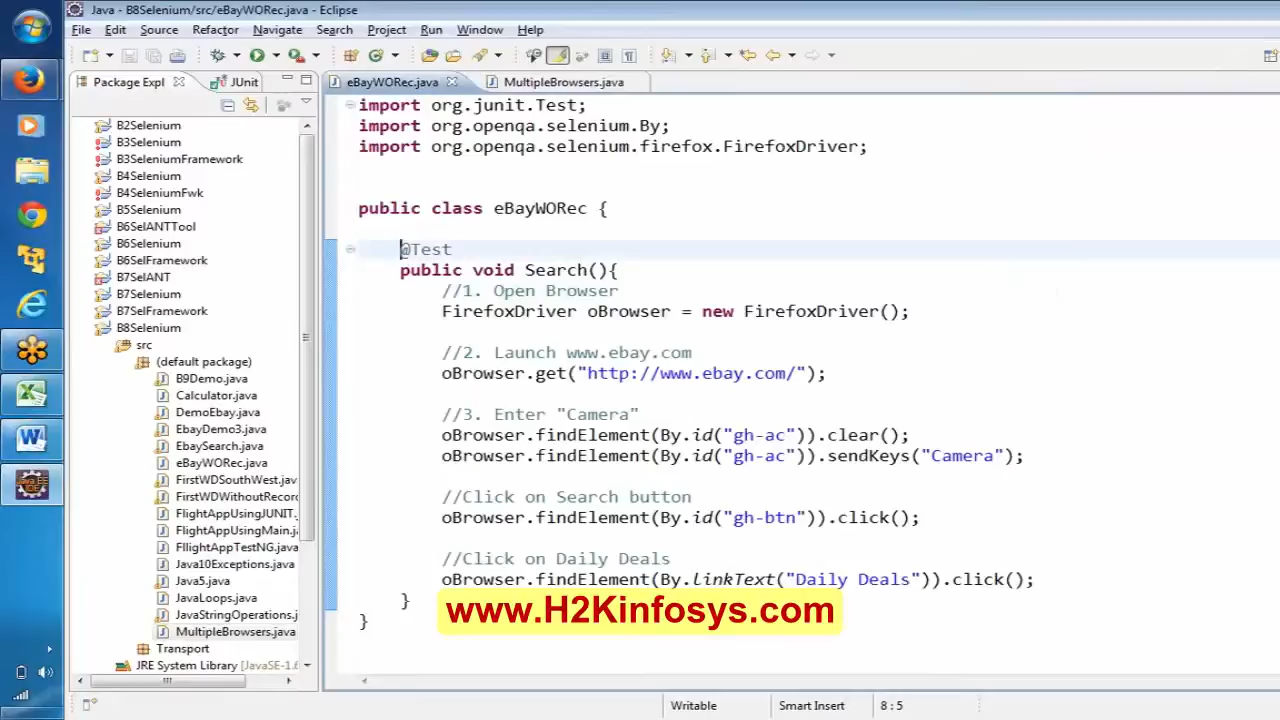 Java - B8Selenium/src/eBayWORec.java - Eclipse
File Edit Source Refactor Navigate Search Project Run Window Help
Package Expl JUnit
eBayWORec.java MultipleBrowsers.java
B2Selenium
B3Selenium
B3SeleniumFramework
B4Selenium
B4SeleniumFwk
B5Selenium
B6SelANTTool
B6Selenium
B6SelFramework
B7SelANT
B7Selenium
B7SelFramework
B8Selenium
src
(default package)
B9Demo.java
Calculator.java
DemoEbay.java
EbayDemo3.java
EbaySearch.java
eBayWORec.java
FirstWDSouthWest.jav
FirstWDWithoutRecor
FlightAppUsingJUNIT.
FlightAppUsingMain.j
FllightAppTestNG.java
Java10Exceptions.java
Java5.java
JavaLoops.java
JavaStringOperations.j
MultipleBrowsers.java
Transport
JRE System Library [JavaSE-1.6
import org.junit.Test;
import org.openqa.selenium.By;
import org.openqa.selenium.firefox.FirefoxDriver;
public class eBayWORec {
@Test
public void Search(){
//1. Open Browser
FirefoxDriver oBrowser = new FirefoxDriver();
//2. Launch www.ebay.com
oBrowser.get("http://www.ebay.com/");
//3. Enter "Camera"
oBrowser.findElement(By.id("gh-ac")).clear();
oBrowser.findElement(By.id("gh-ac")).sendKeys("Camera");
//Click on Search button
oBrowser.findElement(By.id("gh-btn")).click();
//Click on Daily Deals
oBrowser.findElement(By.linkText("Daily Deals")).click();
}
}
www.H2Kinfosys.com
Writable Smart Insert 8 : 5
Java EE
IDE